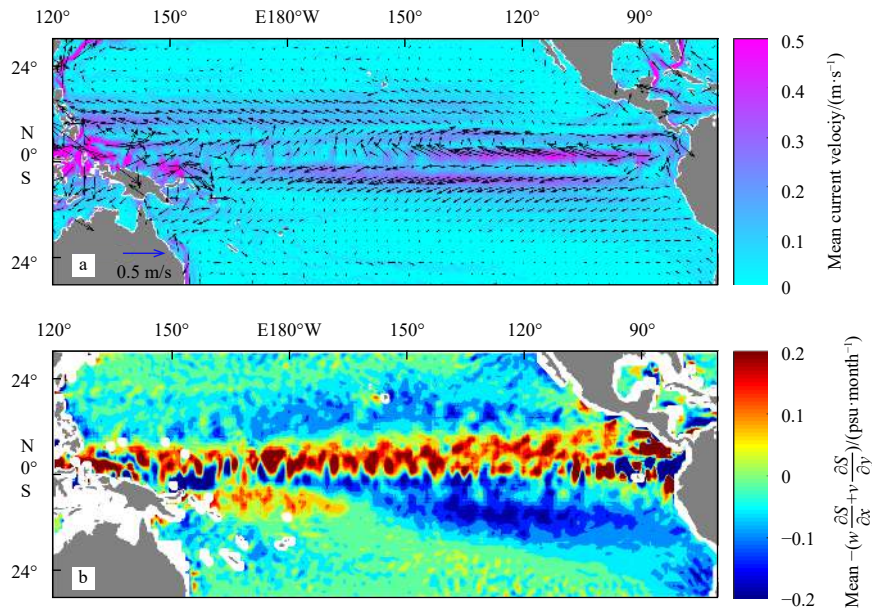 120° 150° E180°W 150° 120° 90°
24°
N
0°
S
24°
a
0.5 m/s
0.5
0.4
0.3
0.2
0.1
0
Mean current velociy/(m·s⁻¹)
120° 150° E180°W 150° 120° 90°
24°
N
0°
S
24°
b
0.2
0.1
0
−0.1
−0.2
Mean −(w ∂S/∂x + v ∂S/∂y)/(psu·month⁻¹)